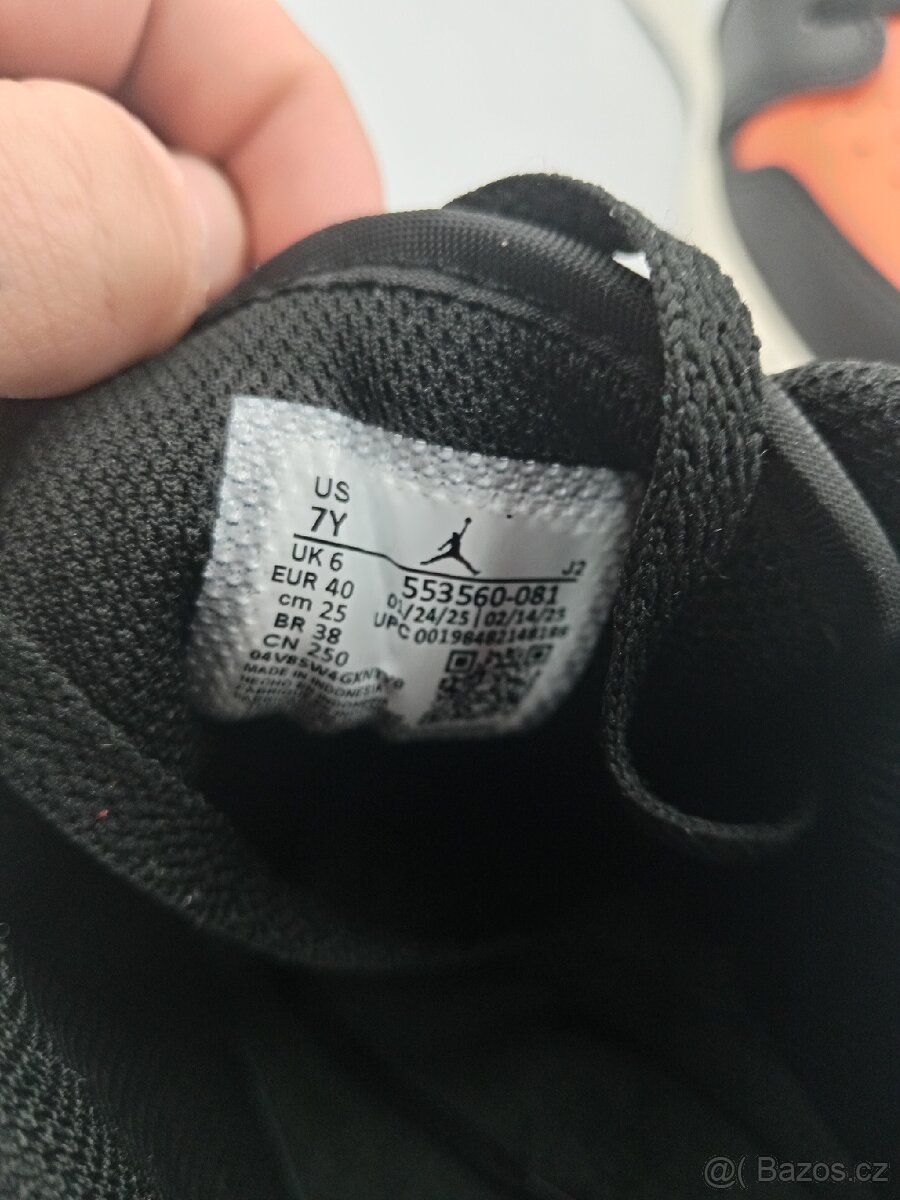 US
7Y
UK 6
EUR 40
cm 25
BR 38
CN 250
J2
553560-081
01/24/25 | 02/14/25
UPC
MADE IN INDONESIA
@( Bazos.cz